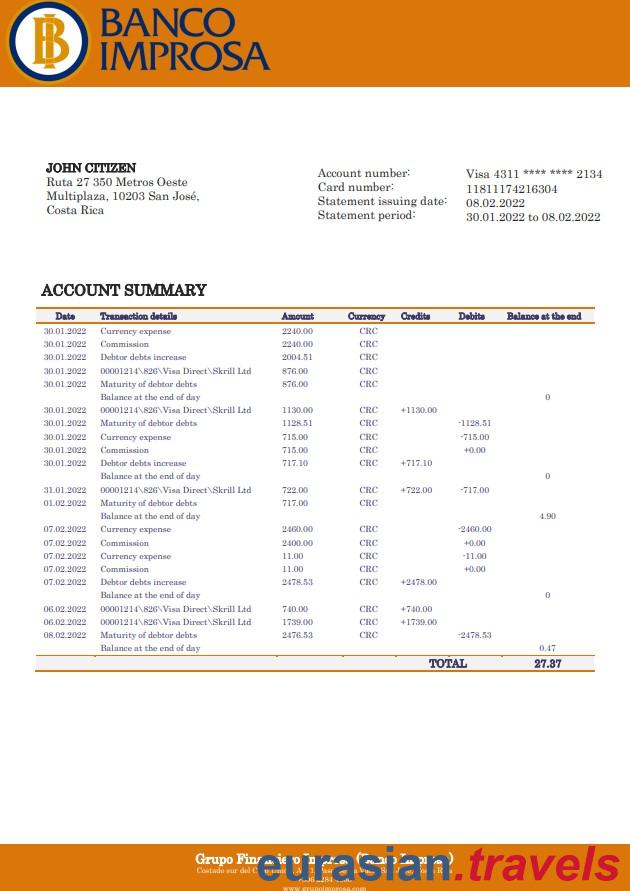 BANCO
IMPROSA
JOHN CITIZEN
Ruta 27 350 Metros Oeste
Multiplaza, 10203 San José,
Costa Rica
Account number: Visa 4311 **** **** 2134
Card number: 11811174216304
Statement issuing date: 08.02.2022
Statement period: 30.01.2022 to 08.02.2022
ACCOUNT SUMMARY
Date Transaction details Amount Currency Credits Debits Balance at the end
30.01.2022 Currency expense 2240.00 CRC
30.01.2022 Commission 2240.00 CRC
30.01.2022 Debtor debts increase 2004.51 CRC
30.01.2022 00001214\826\Visa Direct\Skrill Ltd 876.00 CRC
30.01.2022 Maturity of debtor debts 876.00 CRC
Balance at the end of day 0
30.01.2022 00001214\826\Visa Direct\Skrill Ltd 1130.00 CRC +1130.00
30.01.2022 Maturity of debtor debts 1128.51 CRC -1128.51
30.01.2022 Currency expense 715.00 CRC -715.00
30.01.2022 Commission 715.00 CRC +0.00
30.01.2022 Debtor debts increase 717.10 CRC +717.10
Balance at the end of day 0
31.01.2022 00001214\826\Visa Direct\Skrill Ltd 722.00 CRC +722.00 -717.00
01.02.2022 Maturity of debtor debts 717.00 CRC
Balance at the end of day 4.90
07.02.2022 Currency expense 2460.00 CRC -2460.00
07.02.2022 Commission 2400.00 CRC +0.00
07.02.2022 Currency expense 11.00 CRC -11.00
07.02.2022 Commission 11.00 CRC +0.00
07.02.2022 Debtor debts increase 2478.53 CRC +2478.00
Balance at the end of day 0
06.02.2022 00001214\826\Visa Direct\Skrill Ltd 740.00 CRC +740.00
06.02.2022 00001214\826\Visa Direct\Skrill Ltd 1739.00 CRC +1739.00
08.02.2022 Maturity of debtor debts 2476.53 CRC -2478.53
Balance at the end of day 0.47
TOTAL 27.37
Grupo Financiero Improsa (Banco Improsa)
eurasian.travels
Costado sur del
www.grupoimprosa.com